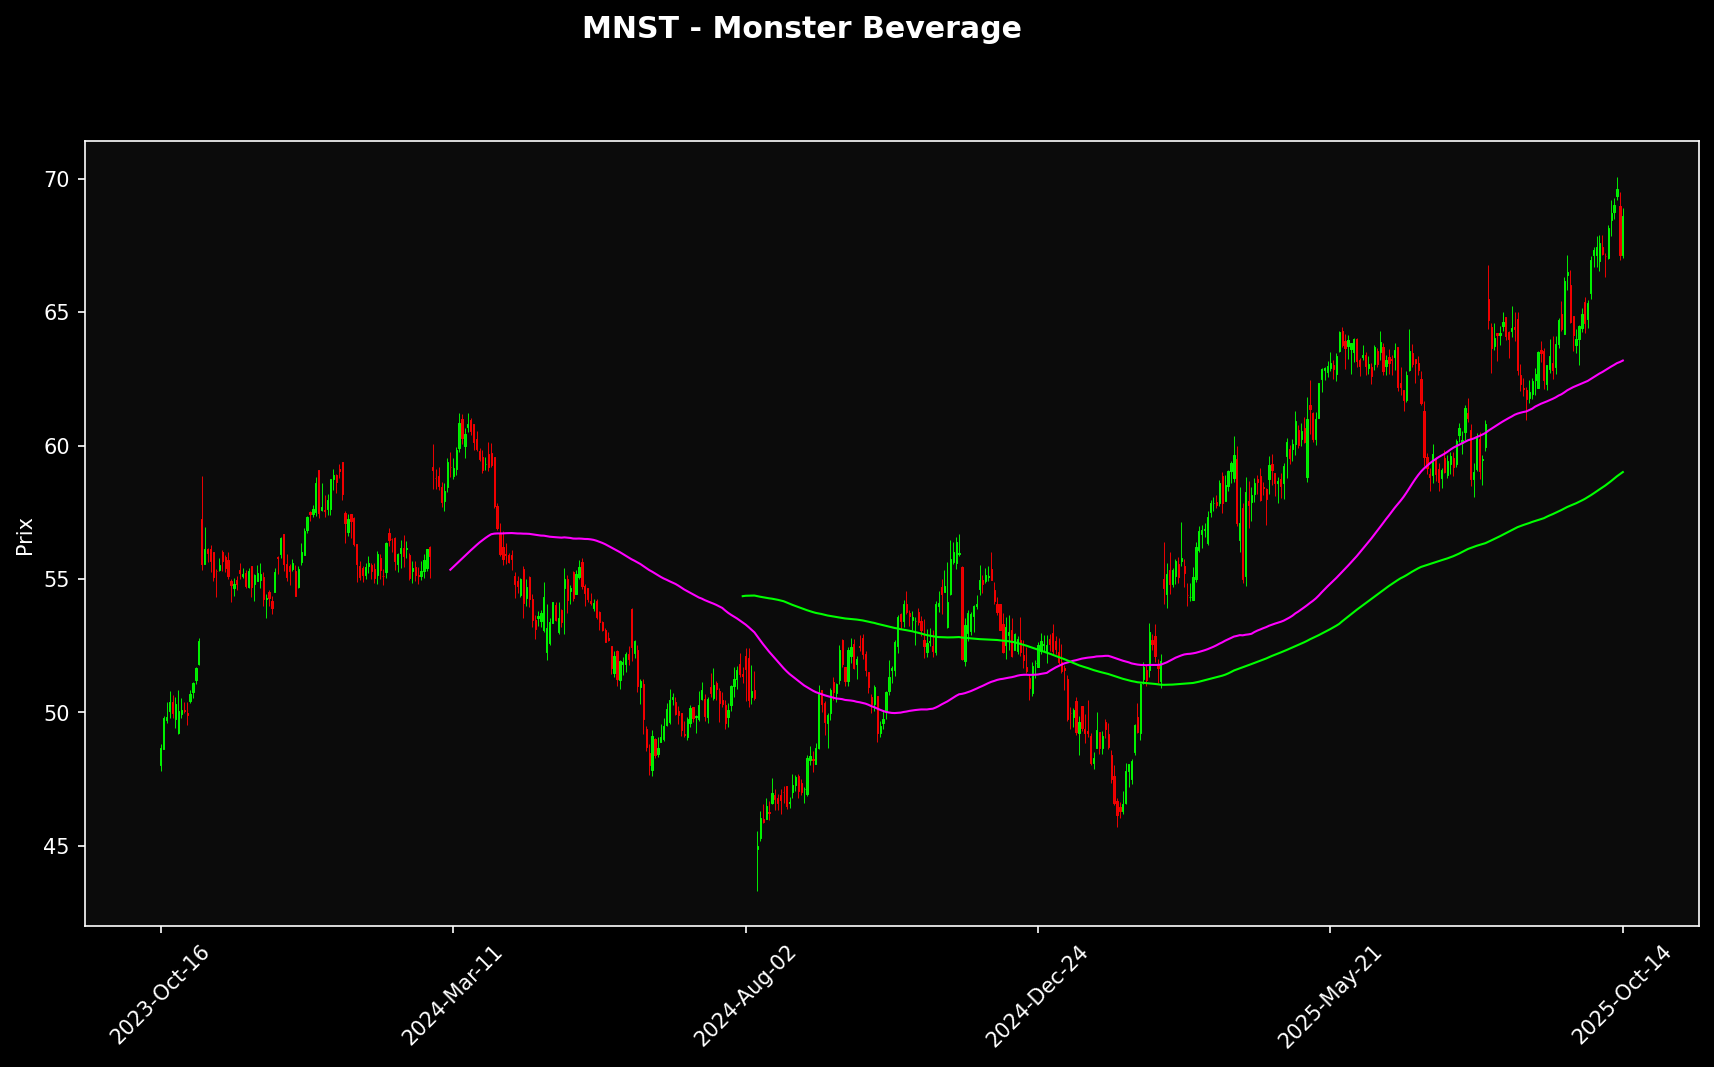 MNST - Monster Beverage
Prix
70
65
60
55
50
45
2023-Oct-16
2024-Mar-11
2024-Aug-02
2024-Dec-24
2025-May-21
2025-Oct-14